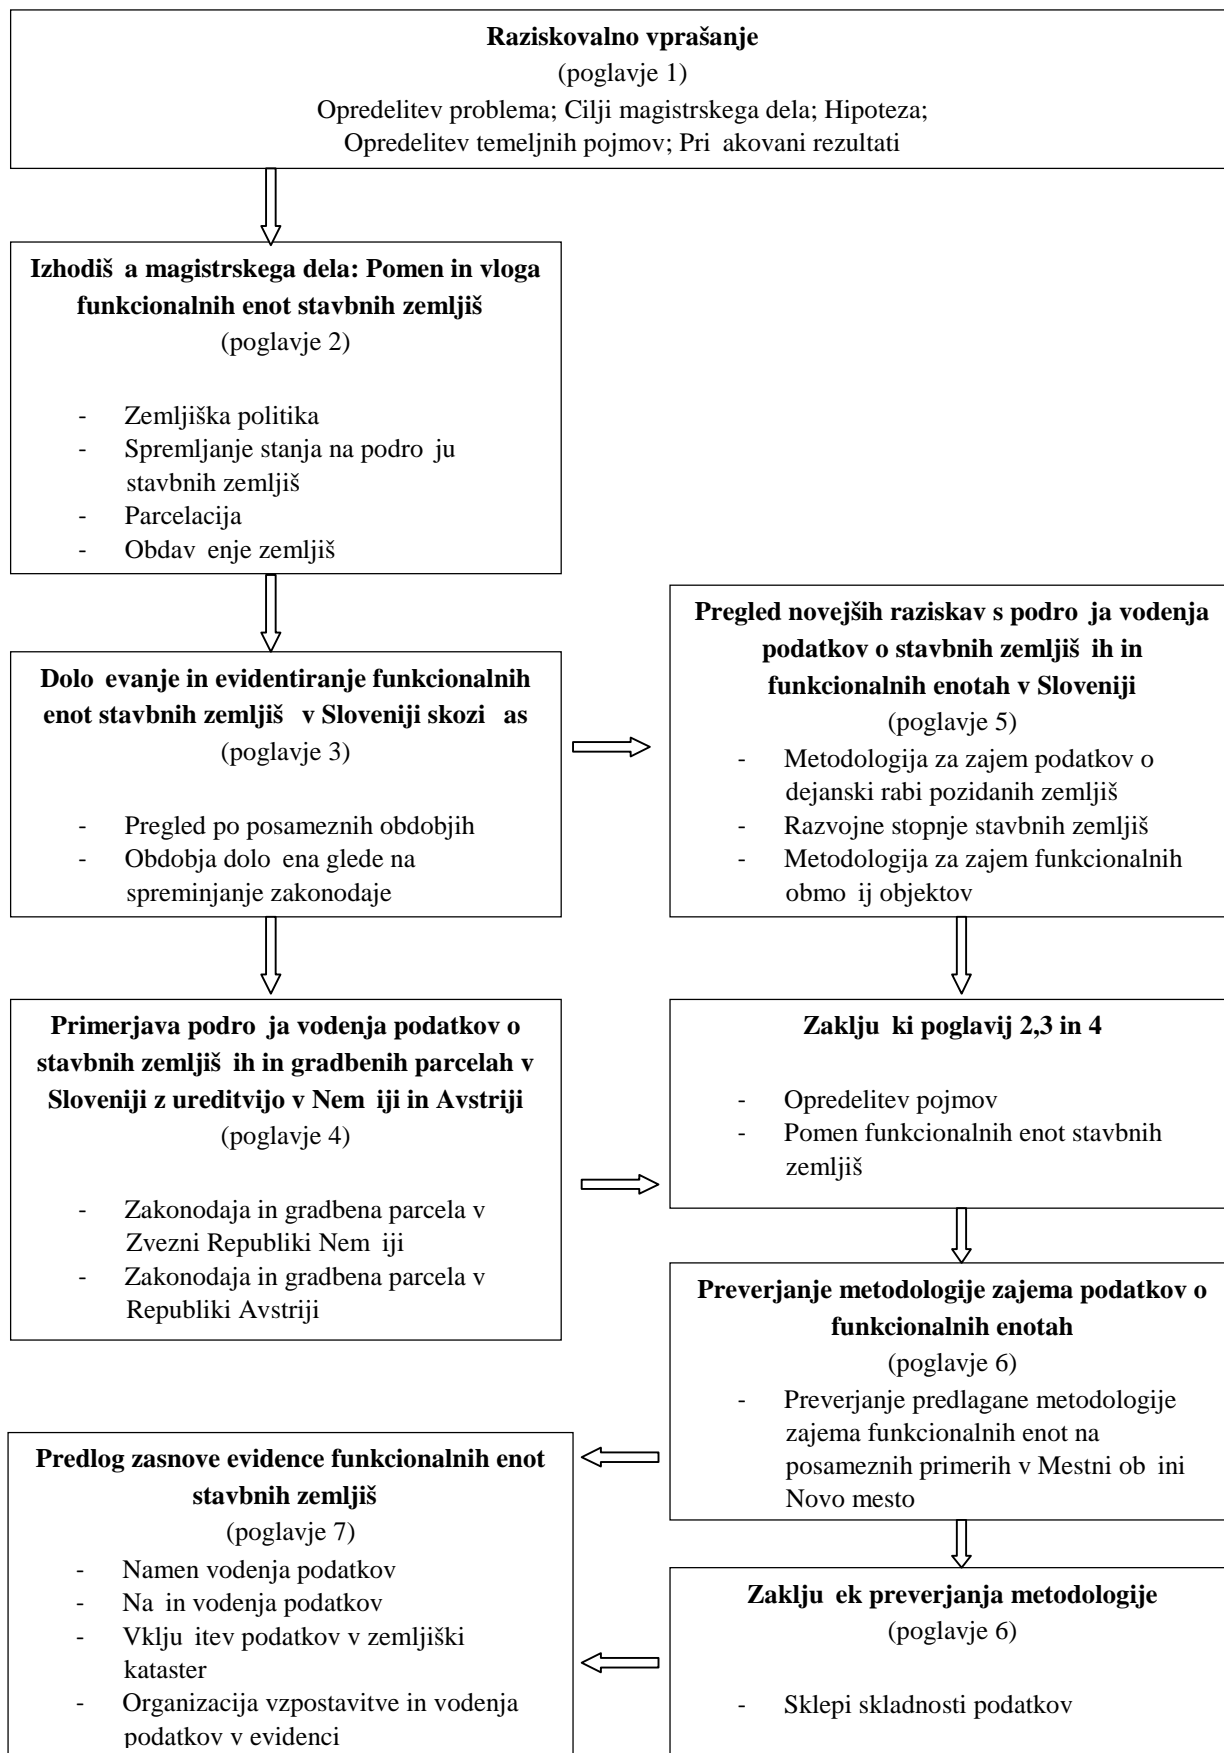 Raziskovalno vprašanje
(poglavje 1)
Opredelitev problema; Cilji magistrskega dela; Hipoteza;
Opredelitev temeljnih pojmov; Pri akovani rezultati
Izhodiš a magistrskega dela: Pomen in vloga
funkcionalnih enot stavbnih zemljiš
(poglavje 2)
- Zemljiška politika
- Spremljanje stanja na podro ju
stavbnih zemljiš
- Parcelacija
- Obdav enje zemljiš
Dolo evanje in evidentiranje funkcionalnih
enot stavbnih zemljiš v Sloveniji skozi as
(poglavje 3)
- Pregled po posameznih obdobjih
- Obdobja dolo ena glede na
spreminjanje zakonodaje
Pregled novejših raziskav s podro ja vodenja
podatkov o stavbnih zemljiš ih in
funkcionalnih enotah v Sloveniji
(poglavje 5)
- Metodologija za zajem podatkov o
dejanski rabi pozidanih zemljiš
- Razvojne stopnje stavbnih zemljiš
- Metodologija za zajem funkcionalnih
obmo ij objektov
Primerjava podro ja vodenja podatkov o
stavbnih zemljiš ih in gradbenih parcelah v
Sloveniji z ureditvijo v Nem iji in Avstriji
(poglavje 4)
- Zakonodaja in gradbena parcela v
Zvezni Republiki Nem iji
- Zakonodaja in gradbena parcela v
Republiki Avstriji
Zaklju ki poglavij 2,3 in 4
- Opredelitev pojmov
- Pomen funkcionalnih enot stavbnih
zemljiš
Preverjanje metodologije zajema podatkov o
funkcionalnih enotah
(poglavje 6)
- Preverjanje predlagane metodologije
zajema funkcionalnih enot na
posameznih primerih v Mestni ob ini
Novo mesto
Predlog zasnove evidence funkcionalnih enot
stavbnih zemljiš
(poglavje 7)
- Namen vodenja podatkov
- Na in vodenja podatkov
- Vklju itev podatkov v zemljiški
kataster
- Organizacija vzpostavitve in vodenja
podatkov v evidenci
Zaklju ek preverjanja metodologije
(poglavje 6)
- Sklepi skladnosti podatkov